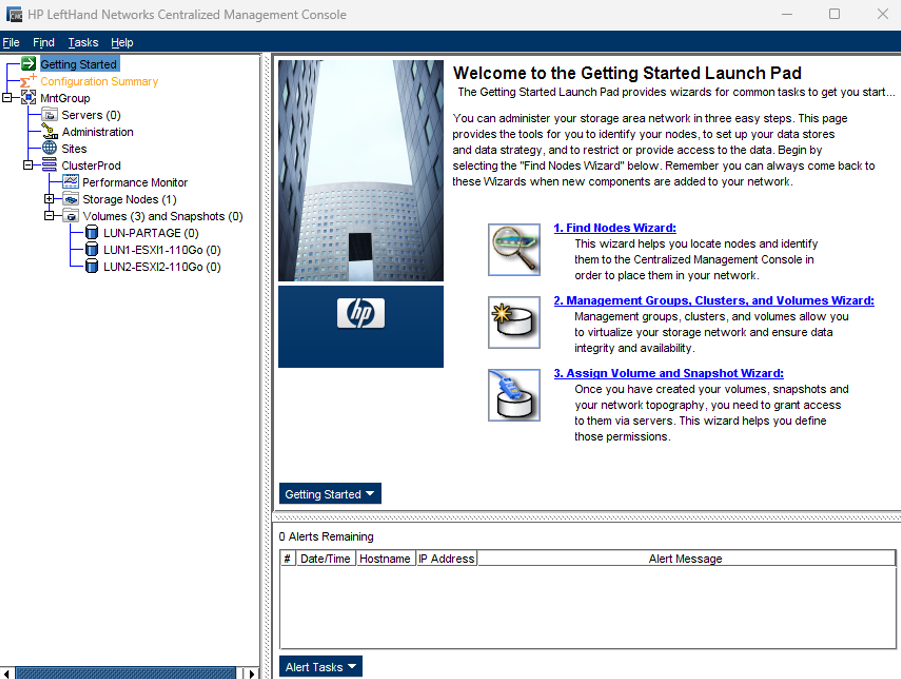 HP LeftHand Networks Centralized Management Console
File Find Tasks Help
Getting Started
Configuration Summary
MntGroup
Servers (0)
Administration
Sites
ClusterProd
Performance Monitor
Storage Nodes (1)
Volumes (3) and Snapshots (0)
LUN-PARTAGE (0)
LUN1-ESXI1-110Go (0)
LUN2-ESXI2-110Go (0)
hp
Welcome to the Getting Started Launch Pad
The Getting Started Launch Pad provides wizards for common tasks to get you start...
You can administer your storage area network in three easy steps. This page
provides the tools for you to identify your nodes, to set up your data stores
and data strategy, and to restrict or provide access to the data. Begin by
selecting the "Find Nodes Wizard" below. Remember you can always come back to
these Wizards when new components are added to your network.
1. Find Nodes Wizard:
This wizard helps you locate nodes and identify
them to the Centralized Management Console in
order to place them in your network.
2. Management Groups, Clusters, and Volumes Wizard:
Management groups, clusters, and volumes allow you
to virtualize your storage network and ensure data
integrity and availability.
3. Assign Volume and Snapshot Wizard:
Once you have created your volumes, snapshots and
your network topography, you need to grant access
to them via servers. This wizard helps you define
those permissions.
Getting Started
0 Alerts Remaining
# Date/Time Hostname IP Address Alert Message
Alert Tasks